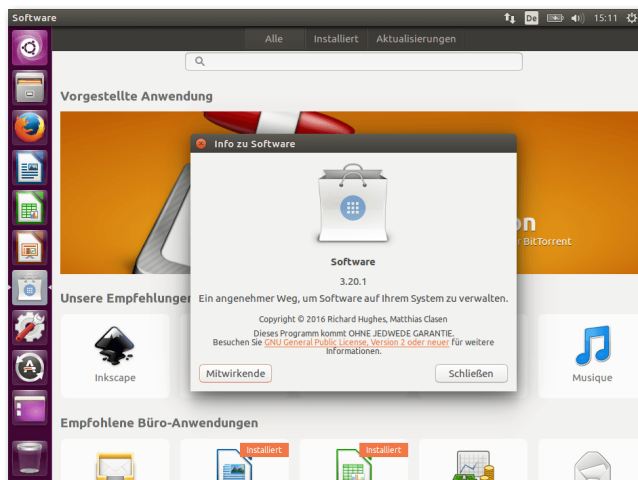 Software
De
15:11
Alle Installiert Aktualisierungen
Vorgestellte Anwendung
Info zu Software
BitTorrent
Software
3.20.1
Unsere Empfehlungen
Ein angenehmer Weg, um Software auf Ihrem System zu verwalten.
Copyright © 2016 Richard Hughes, Matthias Clasen
Dieses Programm kommt OHNE JEDWEDE GARANTIE.
Besuchen Sie GNU General Public License, Version 2 oder neuer für weitere
Informationen.
Mitwirkende Schließen
Inkscape Musique
Empfohlene Büro-Anwendungen
Installiert Installiert